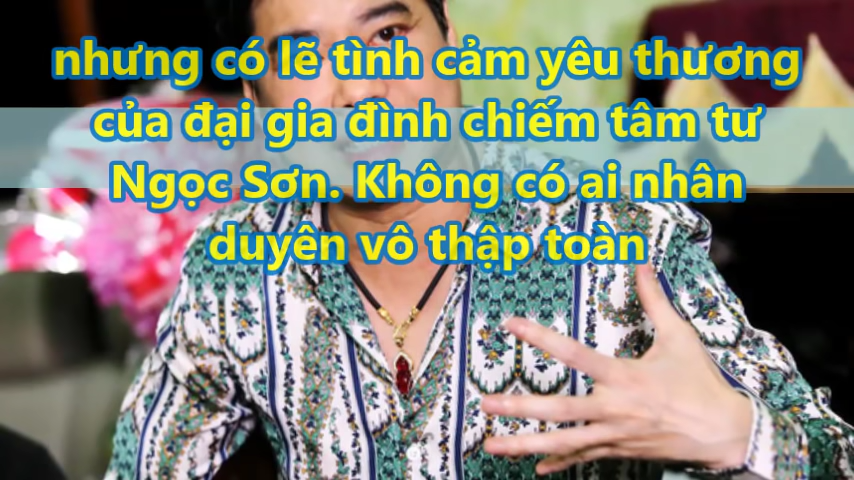 nhưng có lẽ tình cảm yêu thương
của đại gia đình chiếm tâm tư
Ngọc Sơn. Không có ai nhân
duyên vô thập toàn